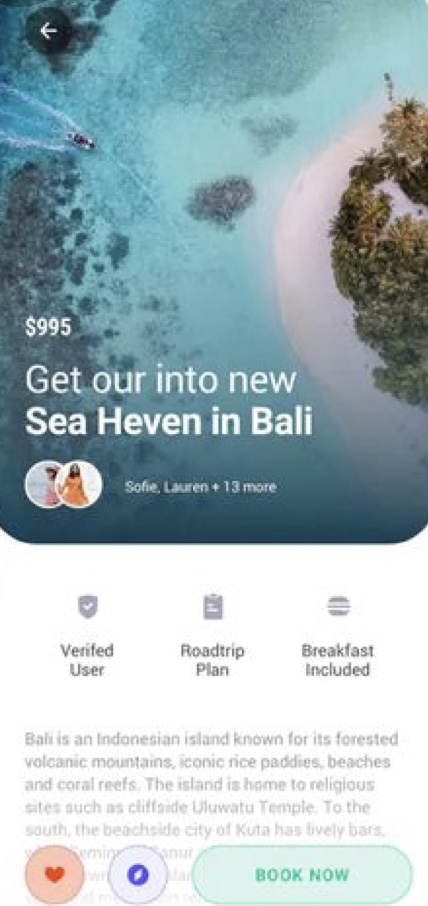 $995
Get our into new
Sea Heven in Bali
Sofie, Lauren + 13 more
Verifed
User
Roadtrip
Plan
Breakfast
Included
Bali is an Indonesian island known for its forested
volcanic mountains, iconic rice paddies, beaches
and coral reefs. The island is home to religious
sites such as cliffside Uluwatu Temple. To the
south, the beachside city of Kuta has lively bars,
BOOK NOW